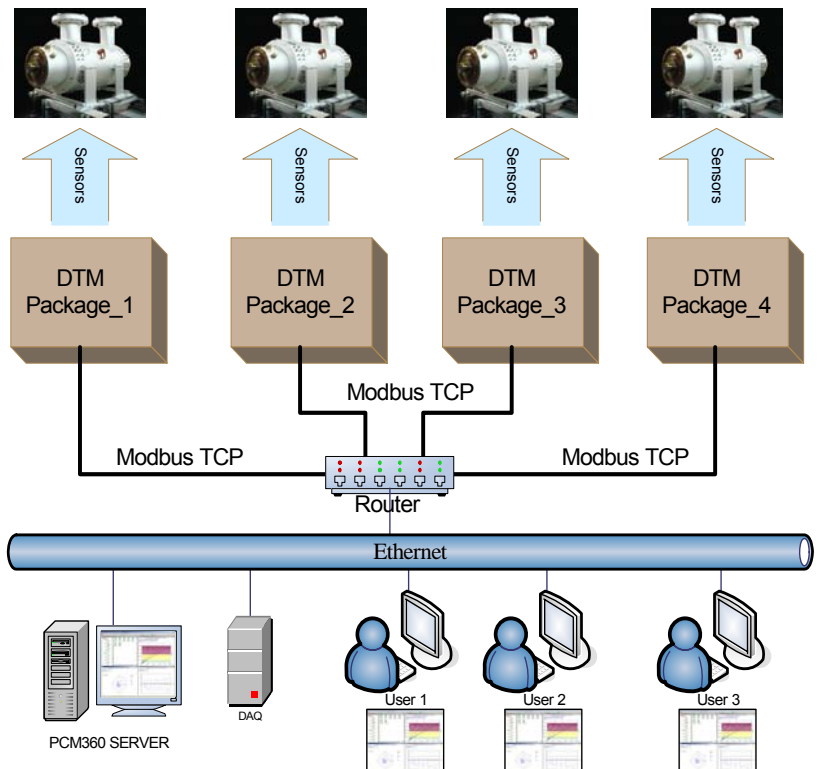 Sensors
Sensors
Sensors
Sensors
DTM
Package_1
DTM
Package_2
DTM
Package_3
DTM
Package_4
Modbus TCP
Modbus TCP
Modbus TCP
Router
Ethernet
PCM360 SERVER
DAQ
User 1
User 2
User 3